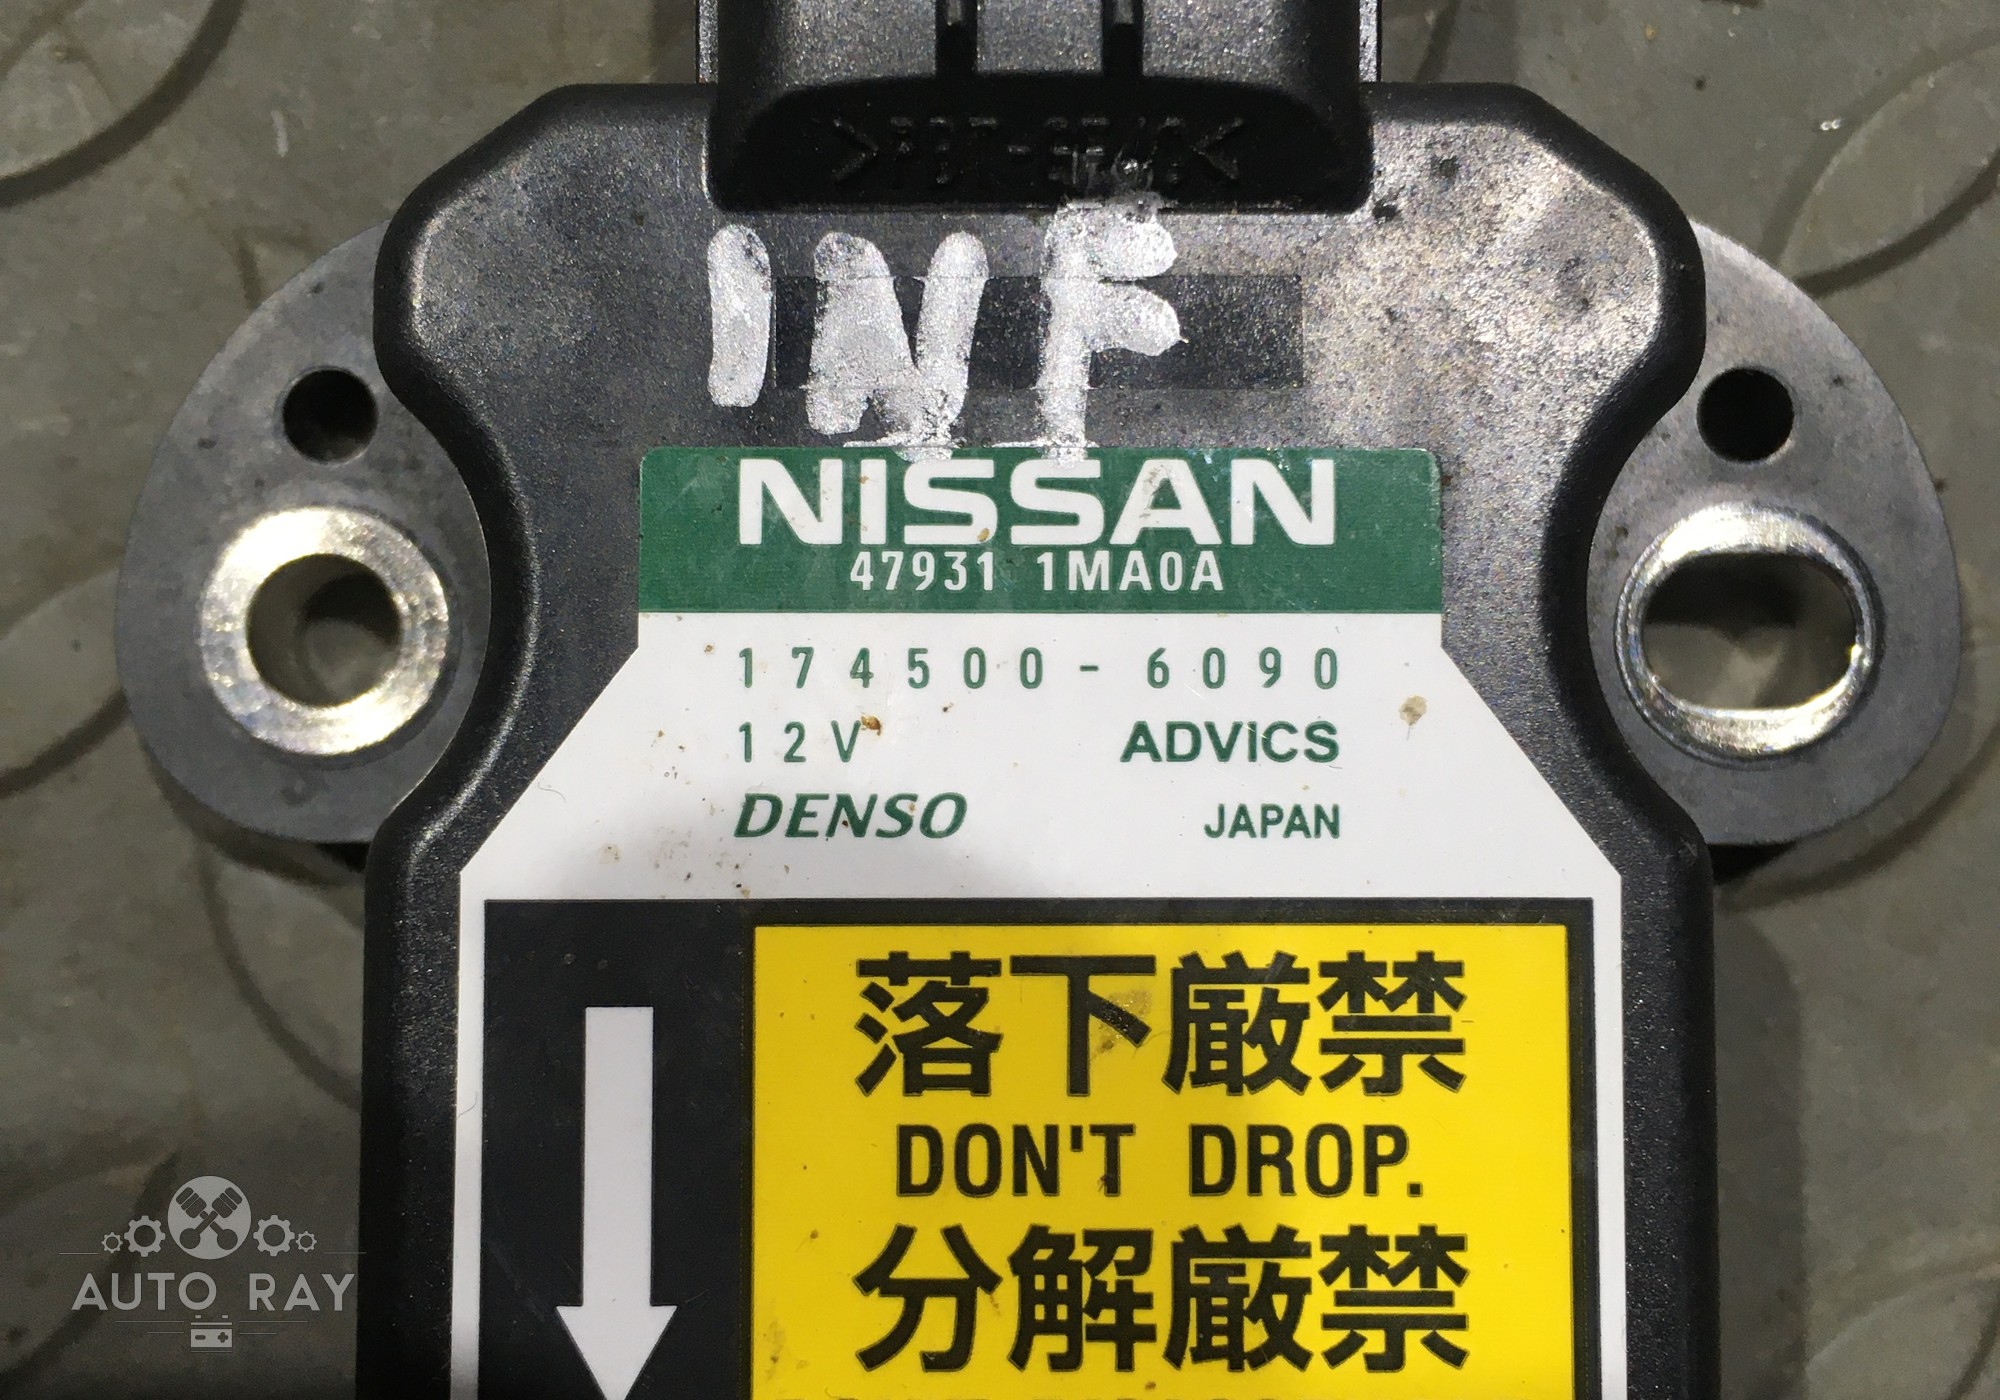 INF
NISSAN
47931 1MA0A
174500-6090
12V ADVICS
DENSO JAPAN
落下厳禁
DON'T DROP.
分解厳禁
AUTO RAY